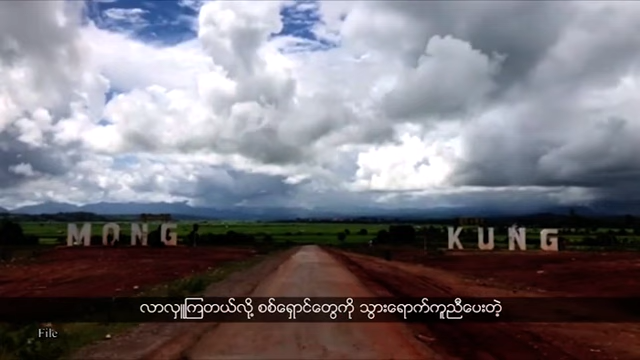 MONG KUNG
လာလှူကြတယ်လို့ စစ်ရှောင်တွေကို သွားရောက်ကူညီပေးတဲ့
File